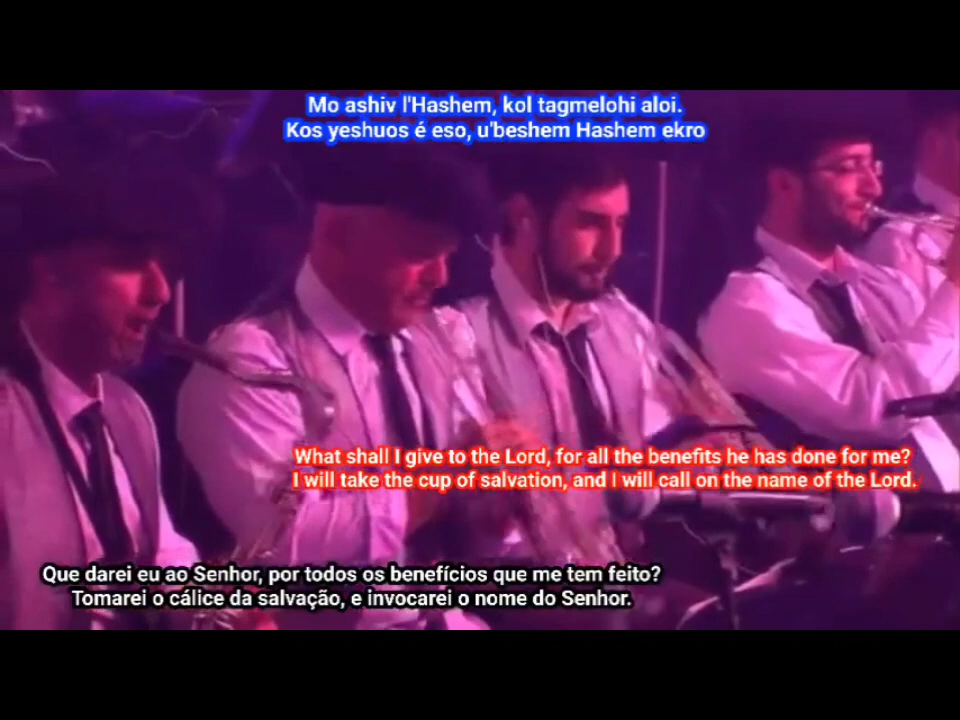 Mo ashiv l'Hashem, kol tagmelohi aloi.
Kos yeshuos é eso, u'beshem Hashem ekro
What shall I give to the Lord, for all the benefits he has done for me?
I will take the cup of salvation, and I will call on the name of the Lord.
Que darei eu ao Senhor, por todos os benefícios que me tem feito?
Tomarei o cálice da salvação, e invocarei o nome do Senhor.